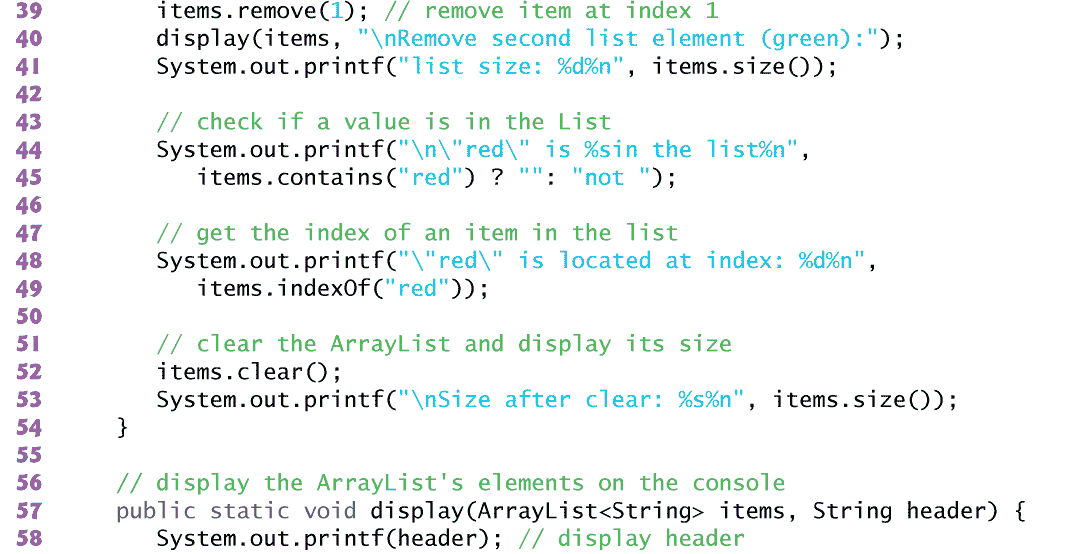 39 items.remove(1); // remove item at index 1
40 display(items, "\nRemove second list element (green):");
41 System.out.printf("list size: %d%n", items.size());
42
43 // check if a value is in the List
44 System.out.printf("\n\"red\" is %sin the list%n",
45 items.contains("red") ? "": "not ");
46
47 // get the index of an item in the list
48 System.out.printf("\"red\" is located at index: %d%n",
49 items.indexOf("red"));
50
51 // clear the ArrayList and display its size
52 items.clear();
53 System.out.printf("\nSize after clear: %s%n", items.size());
54 }
55
56 // display the ArrayList's elements on the console
57 public static void display(ArrayList<String> items, String header) {
58 System.out.printf(header); // display header